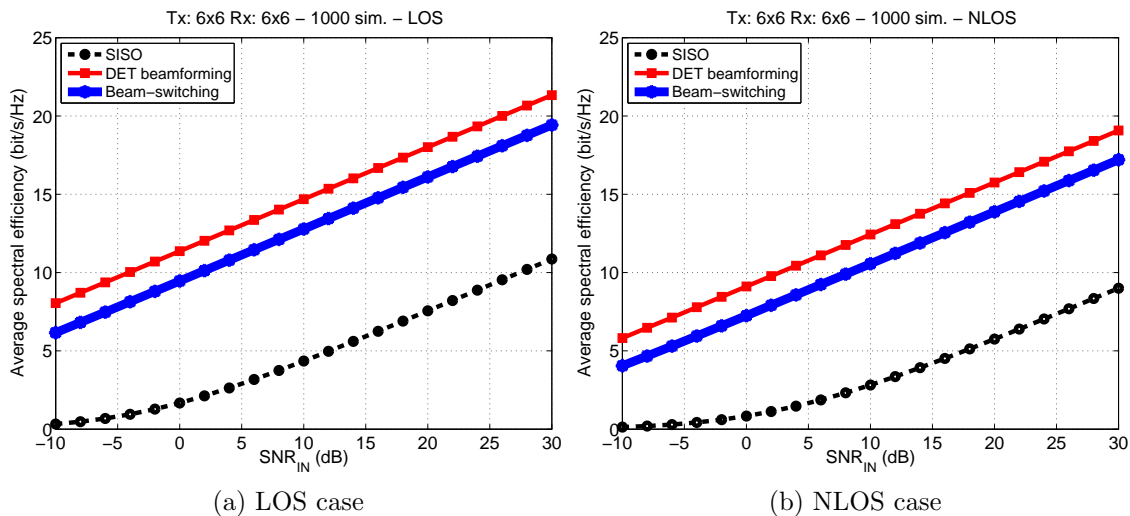 Tx: 6x6 Rx: 6x6 − 1000 sim. − LOS
25
20
15
10
5
0
−10 −5 0 5 10 15 20 25 30
Average spectral efficiency (bit/s/Hz)
SNR_IN (dB)
SISO
DET beamforming
Beam−switching
(a) LOS case
Tx: 6x6 Rx: 6x6 − 1000 sim. − NLOS
25
20
15
10
5
0
−10 −5 0 5 10 15 20 25 30
Average spectral efficiency (bit/s/Hz)
SNR_IN (dB)
SISO
DET beamforming
Beam−switching
(b) NLOS case